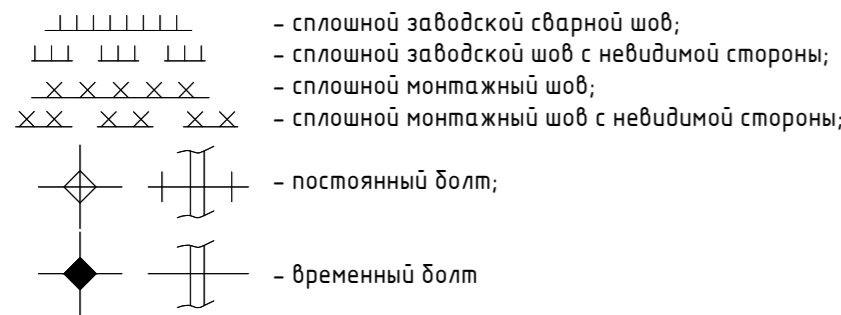 – сплошной заводской сварной шов;
– сплошной заводской шов с невидимой стороны;
– сплошной монтажный шов;
– сплошной монтажный шов с невидимой стороны;
– постоянный болт;
– временный болт